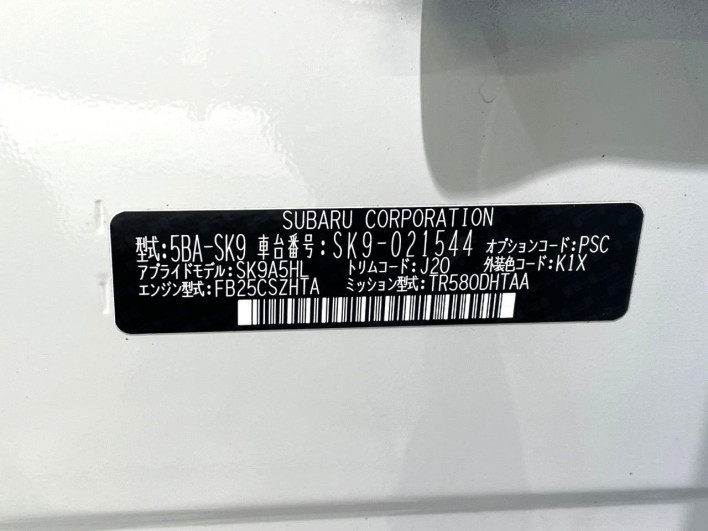 SUBARU CORPORATION
型式:5BA-SK9 車台番号:SK9-021544 オプションコード:PSC
アプライドモデル:SK9A5HL トリムコード:J20 外装色コード:K1X
エンジン型式:FB25CSZHTA ミッション型式:TR580DHTAA